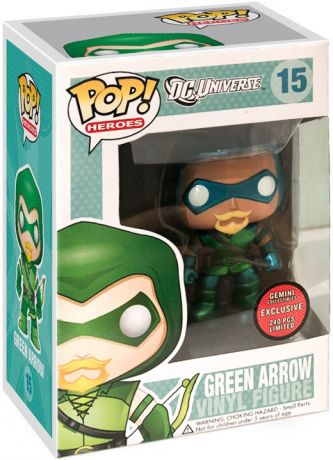 POP!
HEROES
DC UNIVERSE
15
POP!
HEROES
GEMINI
COLLECTIBLES
EXCLUSIVE
240 PCS
LIMITED
GREEN ARROW
VINYL FIGURE
WARNING: CHOKING HAZARD - Small Parts.
Not for children under 3 years of age.
GREEN ARROW
15